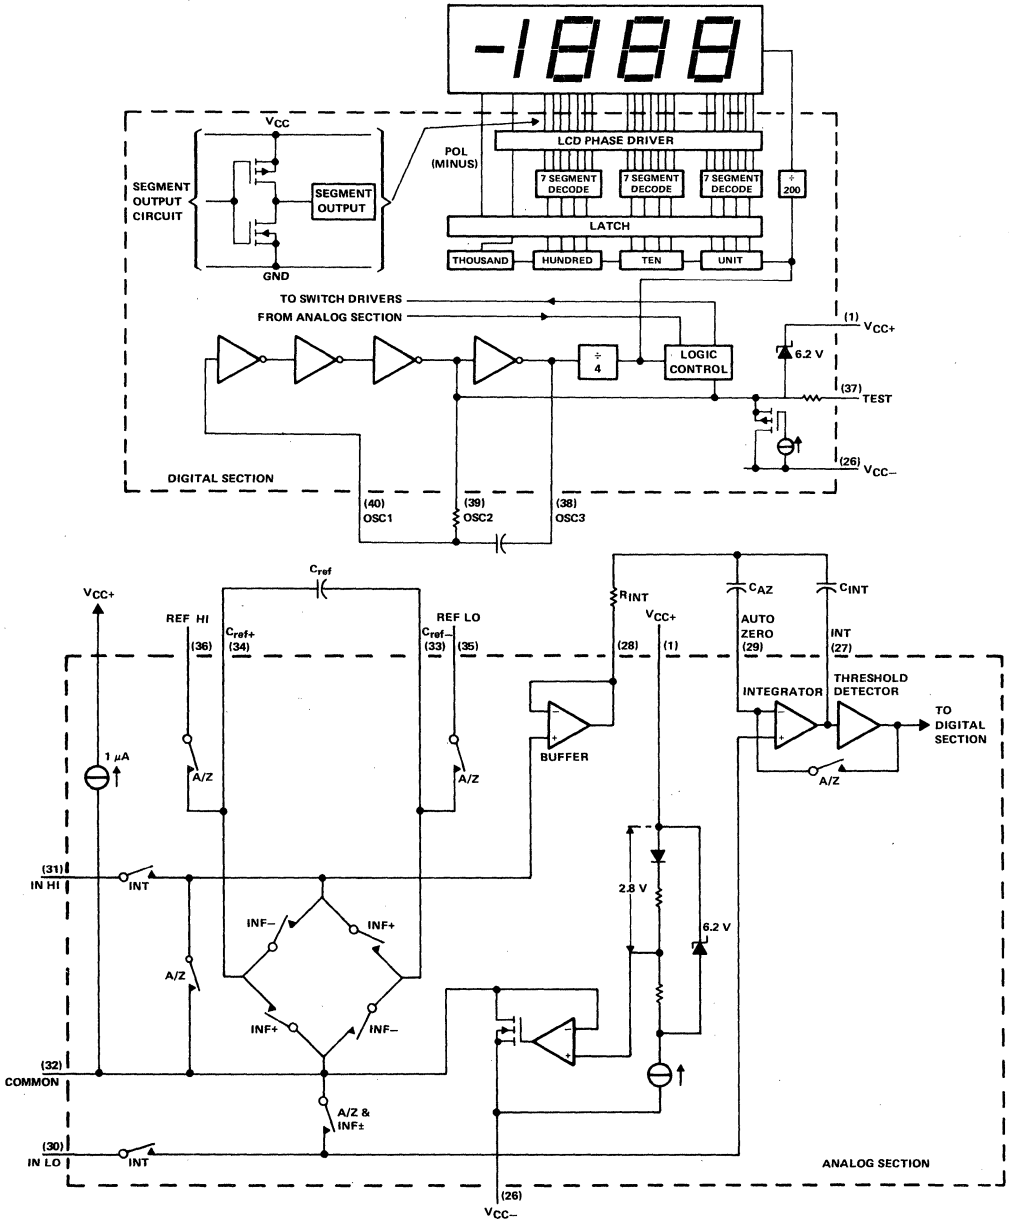 -1888
VCC
SEGMENT
OUTPUT
CIRCUIT
SEGMENT
OUTPUT
GND
POL
(MINUS)
LCD PHASE DRIVER
7 SEGMENT
DECODE
7 SEGMENT
DECODE
7 SEGMENT
DECODE
÷
200
LATCH
THOUSAND
HUNDRED
TEN
UNIT
TO SWITCH DRIVERS
FROM ANALOG SECTION
÷
4
LOGIC
CONTROL
6.2 V
(1)
VCC+
(37)
TEST
(26)
VCC–
DIGITAL SECTION
(40)
OSC1
(39)
OSC2
(38)
OSC3
VCC+
REF HI
(36)
Cref
Cref+
(34)
Cref–
(33)
REF LO
(35)
RINT
(28)
VCC+
(1)
CAZ
AUTO
ZERO
(29)
CINT
INT
(27)
INTEGRATOR
THRESHOLD
DETECTOR
TO
DIGITAL
SECTION
A/Z
BUFFER
1 µA
A/Z
A/Z
(31)
IN HI
INT
A/Z
INF–
INF+
INF+
INF–
2.8 V
6.2 V
(32)
COMMON
A/Z &
INF±
(30)
IN LO
INT
(26)
VCC–
ANALOG SECTION